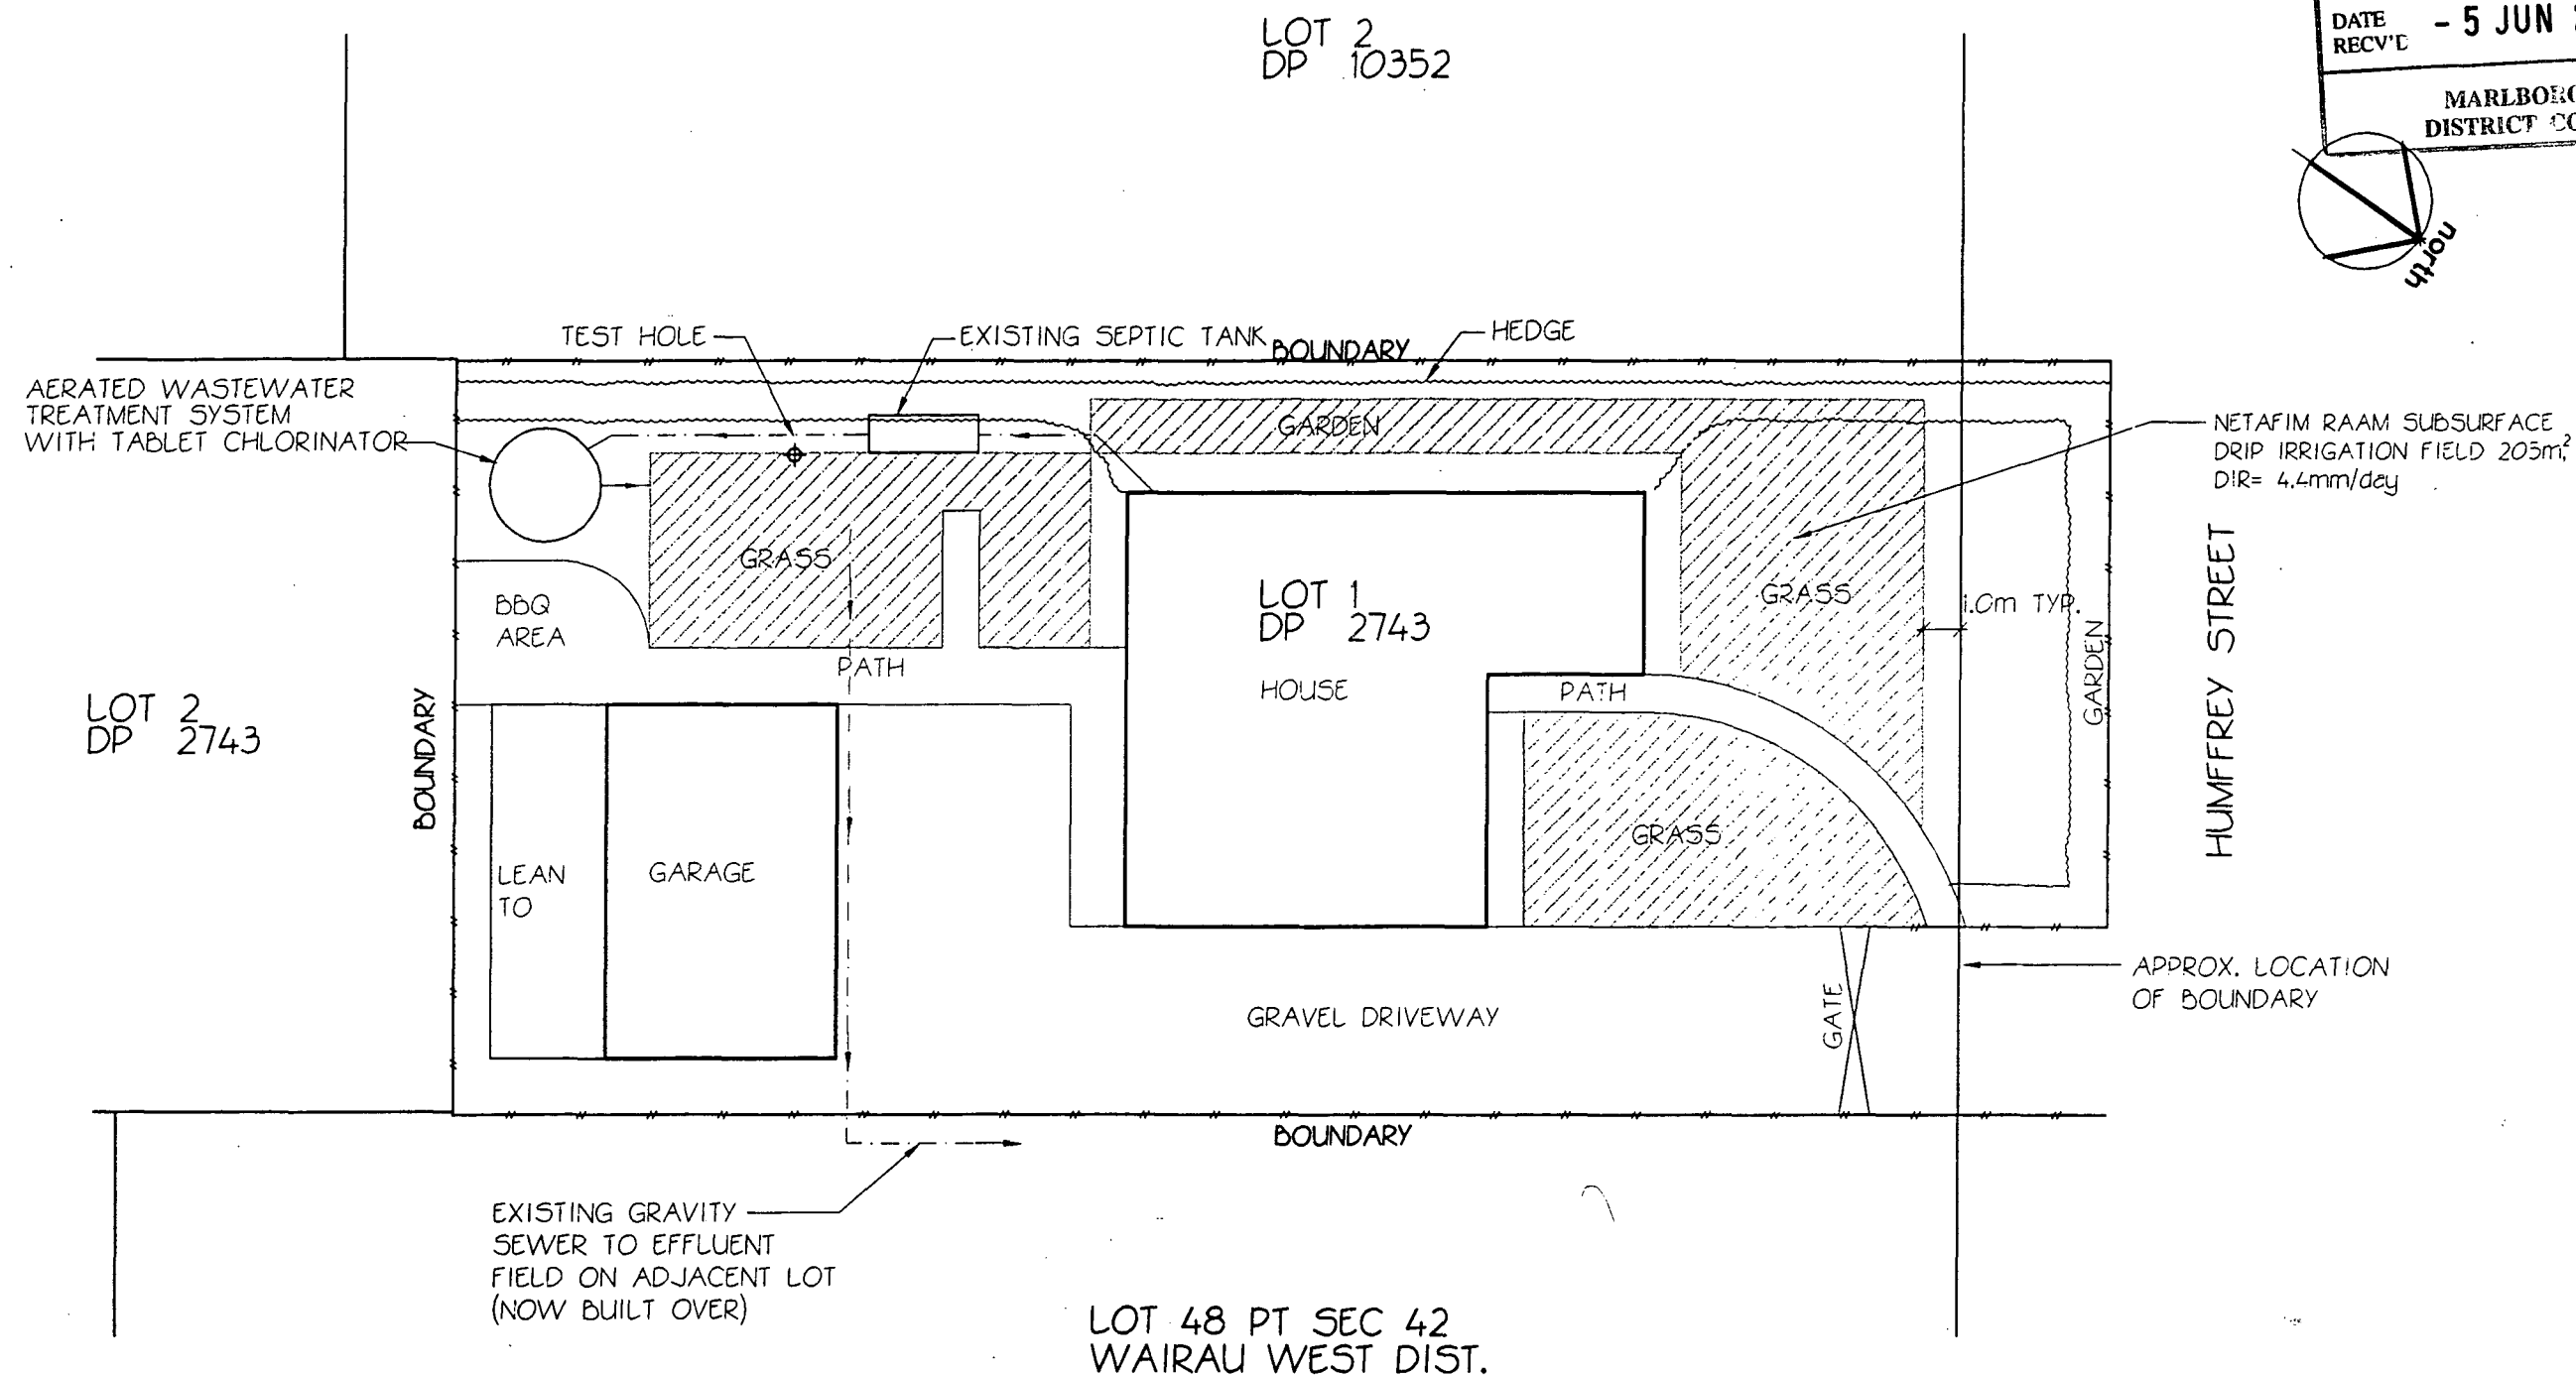 LOT 2
DP 10352
DATE
RECV'D
- 5 JUN
DISTRICT
north
TEST HOLE
EXISTING SEPTIC TANK
BOUNDARY
HEDGE
AERATED WASTEWATER
TREATMENT SYSTEM
WITH TABLET CHLORINATOR
GARDEN
NETAFIM RAAM SUBSURFACE
DRIP IRRIGATION FIELD 205m²,
DIR= 4.4mm/day
GRASS
BBQ
AREA
LOT 1
DP 2743
HOUSE
GRASS
1.0m TYP.
GARDEN
HUMFFREY STREET
PATH
PATH
LOT 2
DP 2743
BOUNDARY
LEAN
TO
GARAGE
GRASS
GRAVEL DRIVEWAY
GATE
APPROX. LOCATION
OF BOUNDARY
BOUNDARY
EXISTING GRAVITY
SEWER TO EFFLUENT
FIELD ON ADJACENT LOT
(NOW BUILT OVER)
LOT 48 PT SEC 42
WAIRAU WEST DIST.